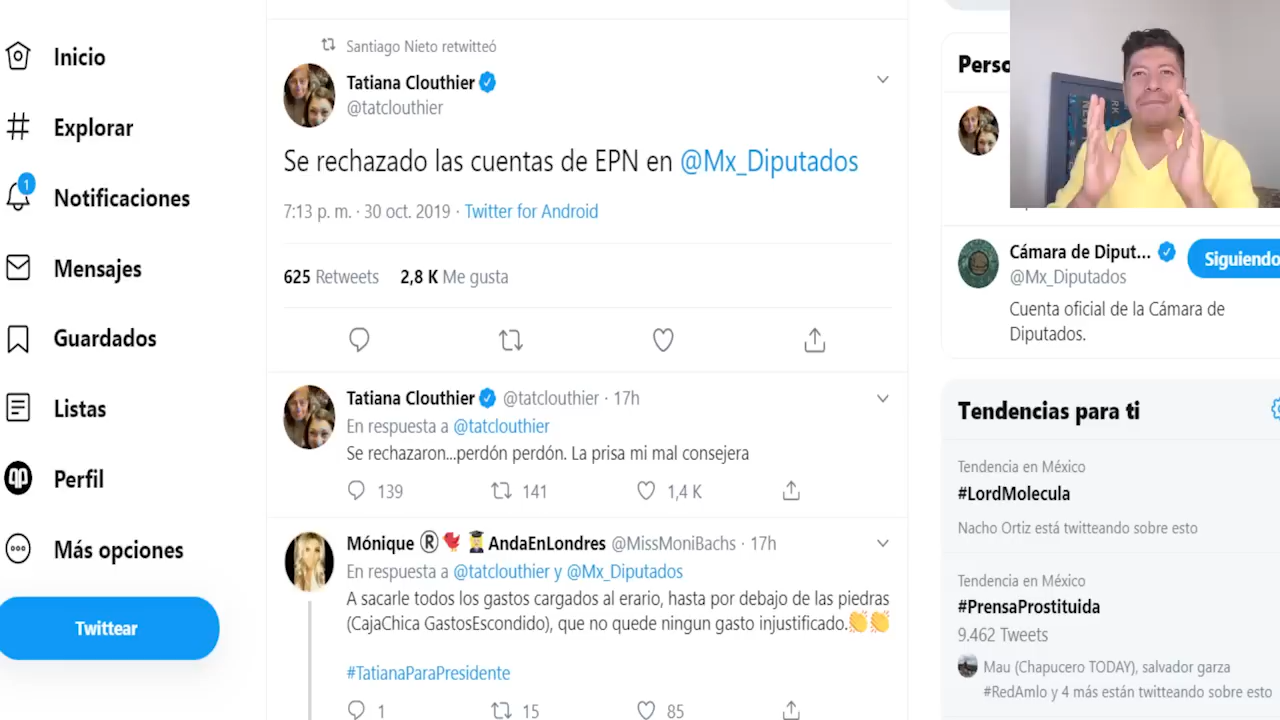 Inicio
Explorar
1
Notificaciones
Mensajes
Guardados
Listas
Perfil
Más opciones
Twittear
Santiago Nieto retwitteó
Tatiana Clouthier
@tatclouthier
Se rechazado las cuentas de EPN en @Mx_Diputados
7:13 p. m. · 30 oct. 2019 · Twitter for Android
625 Retweets 2,8 K Me gusta
Tatiana Clouthier @tatclouthier · 17h
En respuesta a @tatclouthier
Se rechazaron...perdón perdón. La prisa mi mal consejera
139 141 1,4 K
Mónique ®🐦👩‍🎓AndaEnLondres @MissMoniBachs · 17h
En respuesta a @tatclouthier y @Mx_Diputados
A sacarle todos los gastos cargados al erario, hasta por debajo de las piedras
(CajaChica GastosEscondido), que no quede ningun gasto injustificado.👏👏
#TatianaParaPresidente
1 15 85
Perso
Cámara de Diput...
@Mx_Diputados
Siguiendo
Cuenta oficial de la Cámara de
Diputados.
Tendencias para ti
Tendencia en México
#LordMolecula
Nacho Ortiz está twitteando sobre esto
Tendencia en México
#PrensaProstituida
9.462 Tweets
Mau (Chapucero TODAY), salvador garza
#RedAmlo y 4 más están twitteando sobre esto